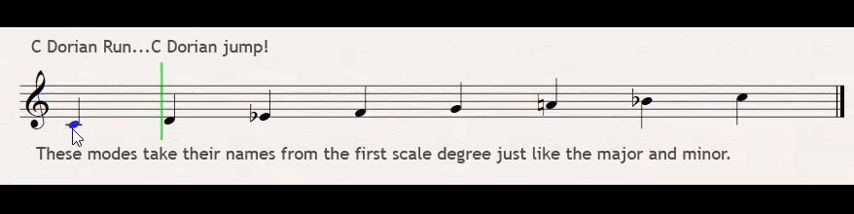 C Dorian Run...C Dorian jump!
These modes take their names from the first scale degree just like the major and minor.